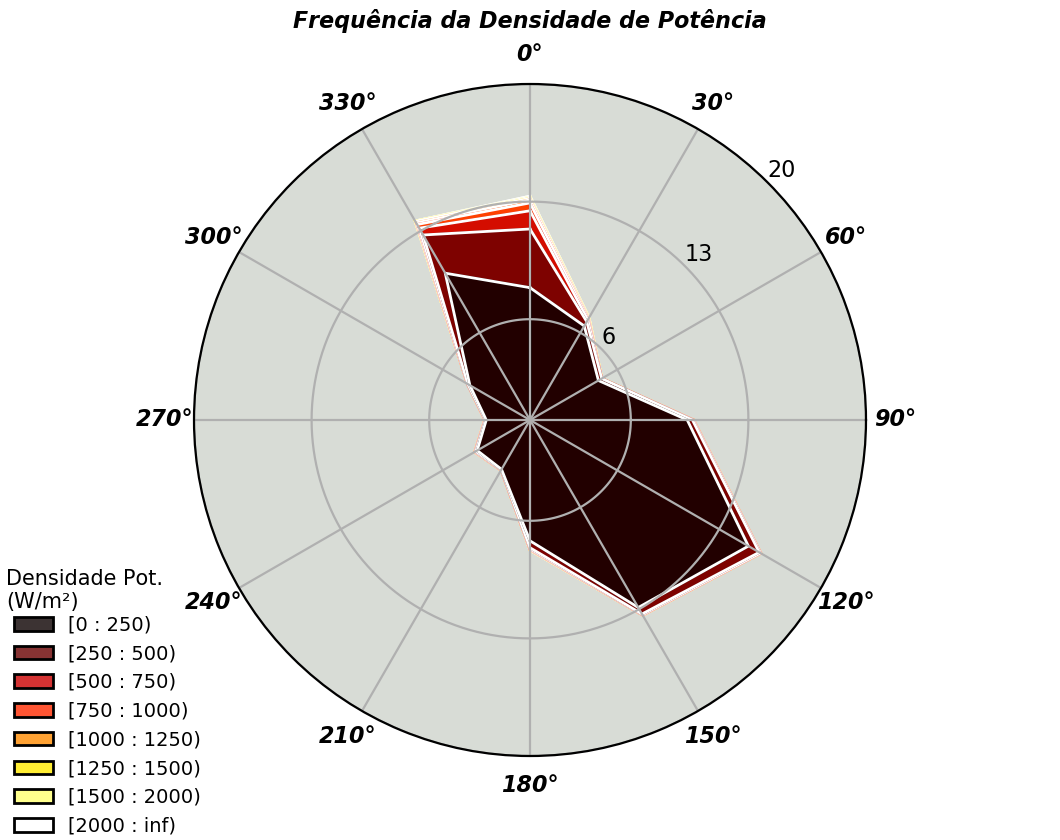 Frequência da Densidade de Potência
0°
330°
30°
20
300°
60°
13
6
270°
90°
240°
120°
210°
150°
180°
Densidade Pot.
(W/m²)
[0 : 250)
[250 : 500)
[500 : 750)
[750 : 1000)
[1000 : 1250)
[1250 : 1500)
[1500 : 2000)
[2000 : inf)